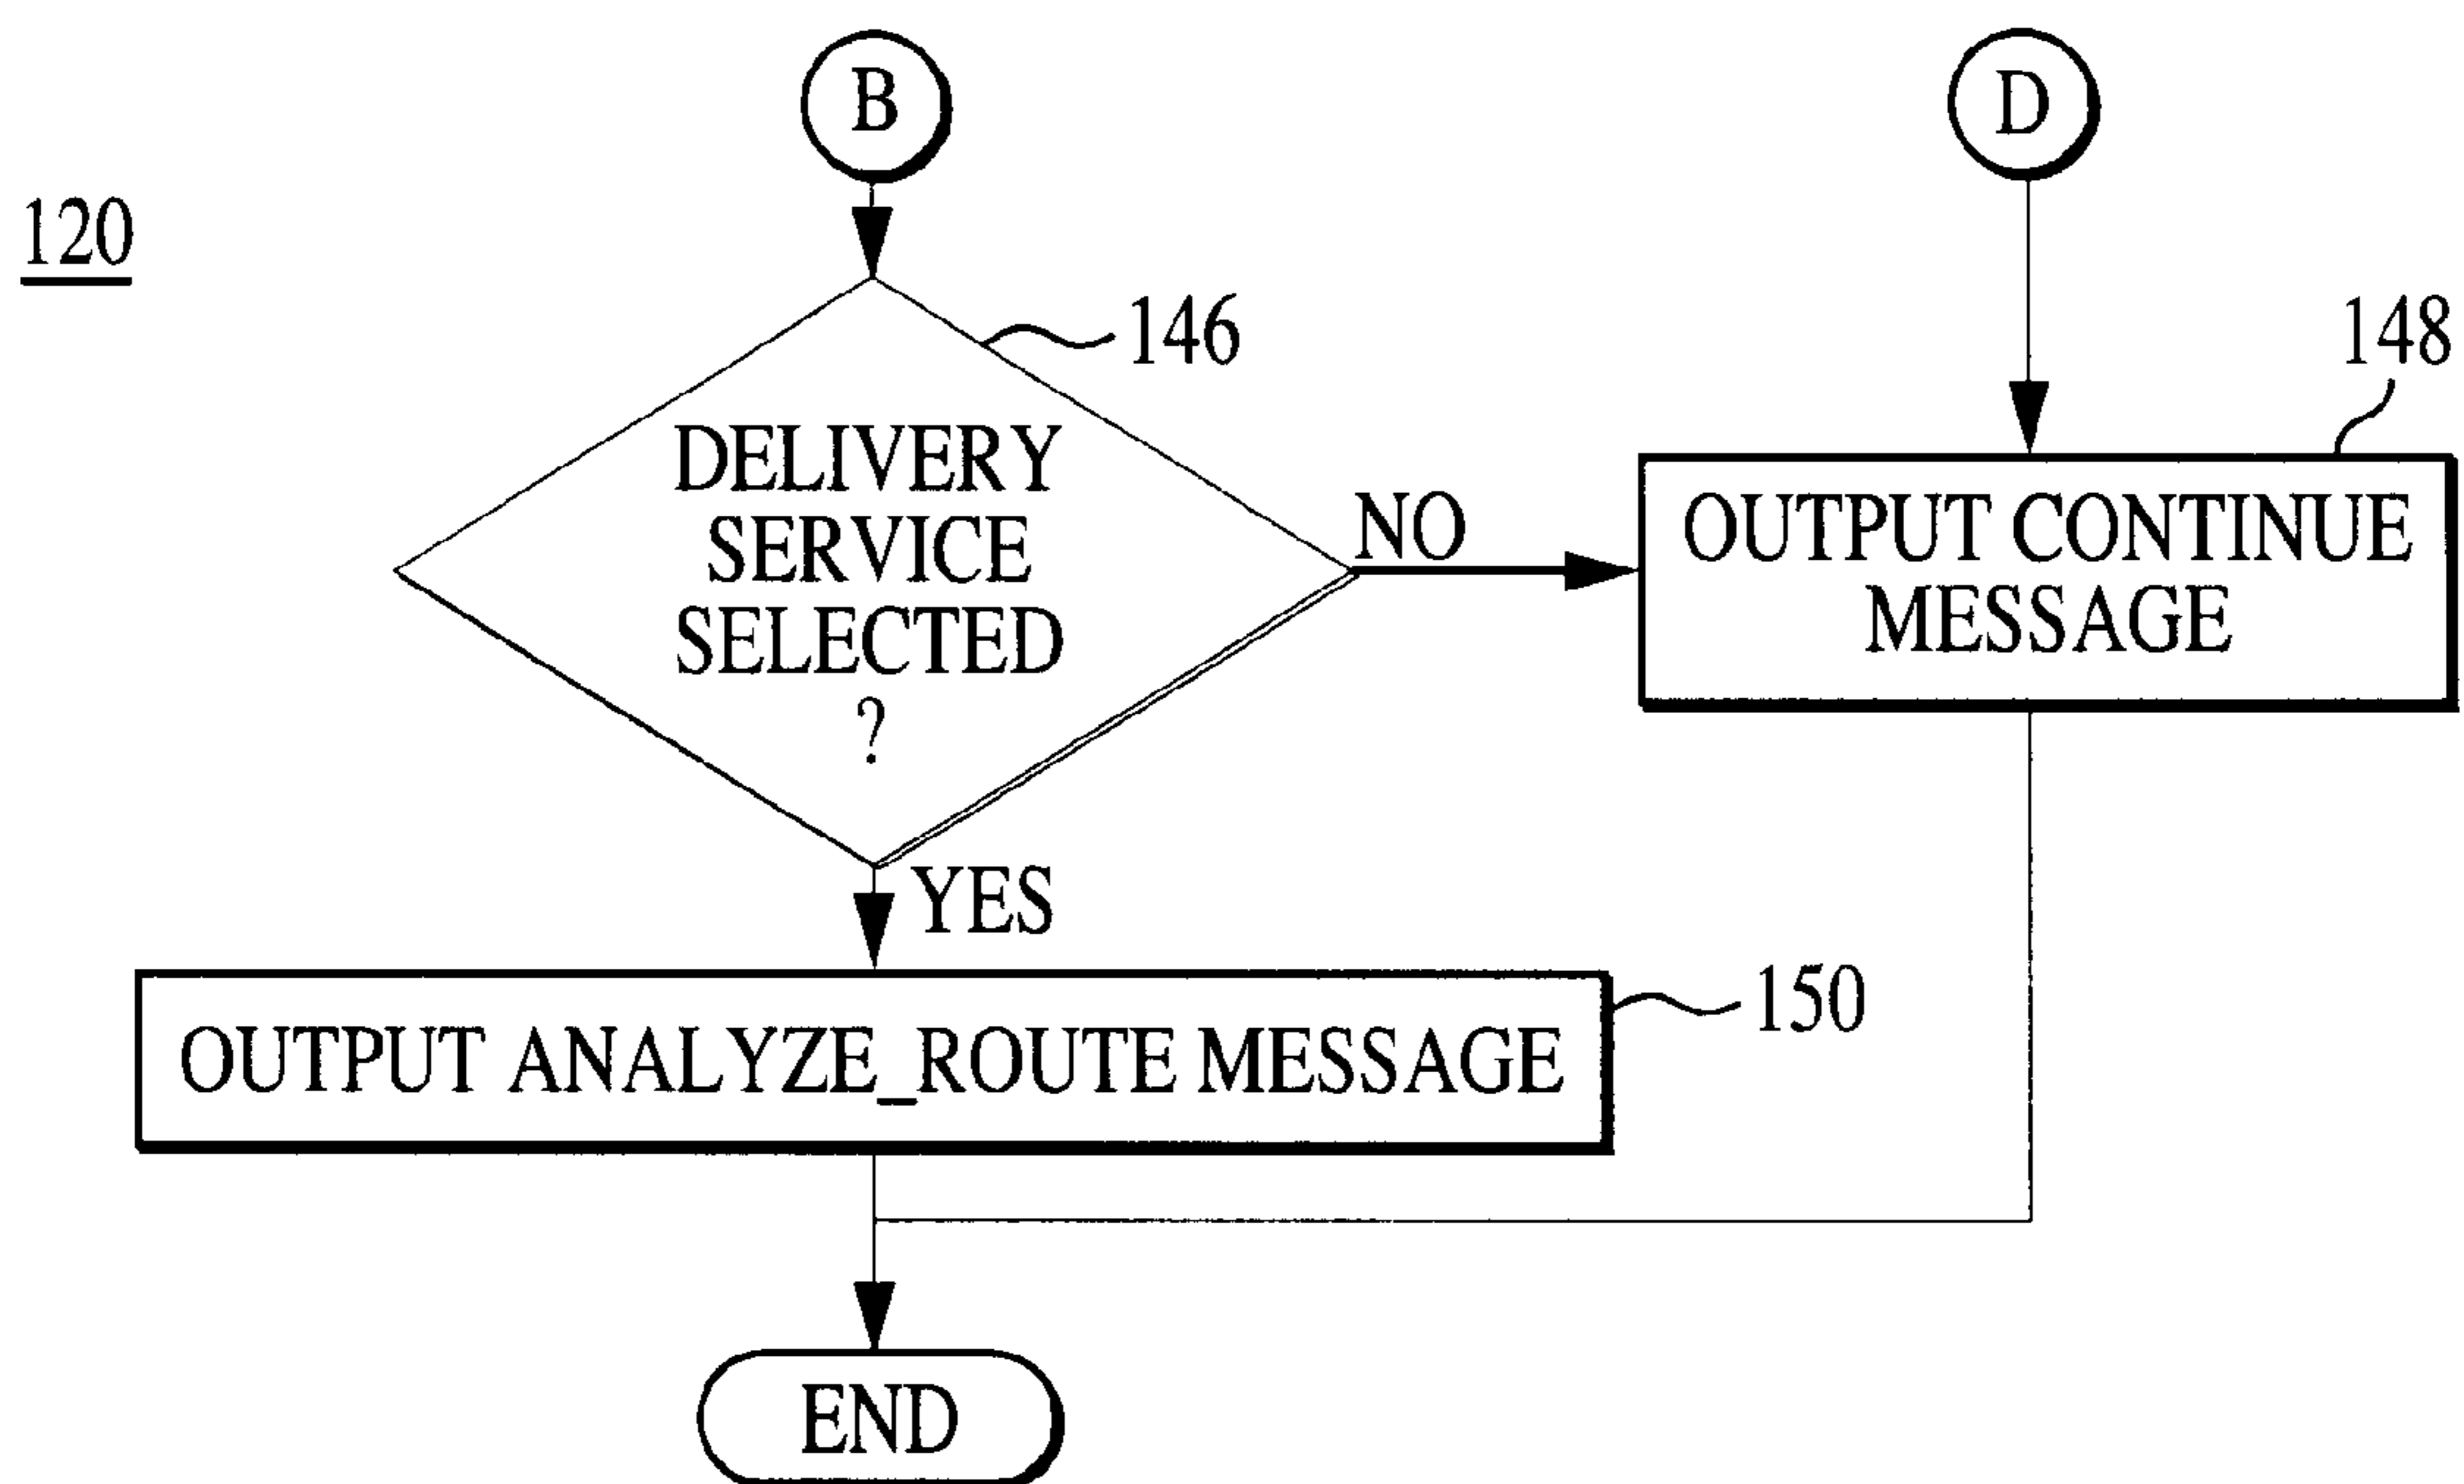 B
D
120
146
148
DELIVERY
SERVICE
SELECTED
?
NO
OUTPUT CONTINUE
MESSAGE
YES
150
OUTPUT ANALYZE_ROUTE MESSAGE
END